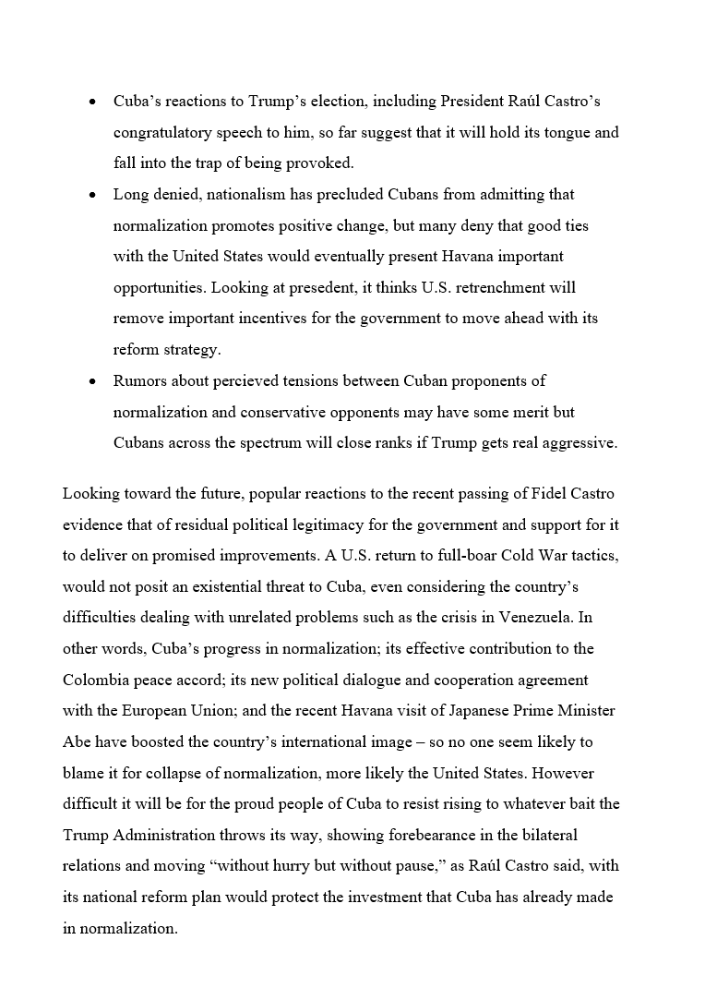 • Cuba’s reactions to Trump’s election, including President Raúl Castro’s
congratulatory speech to him, so far suggest that it will hold its tongue and
fall into the trap of being provoked.
• Long denied, nationalism has precluded Cubans from admitting that
normalization promotes positive change, but many deny that good ties
with the United States would eventually present Havana important
opportunities. Looking at presedent, it thinks U.S. retrenchment will
remove important incentives for the government to move ahead with its
reform strategy.
• Rumors about percieved tensions between Cuban proponents of
normalization and conservative opponents may have some merit but
Cubans across the spectrum will close ranks if Trump gets real aggressive.
Looking toward the future, popular reactions to the recent passing of Fidel Castro
evidence that of residual political legitimacy for the government and support for it
to deliver on promised improvements. A U.S. return to full-boar Cold War tactics,
would not posit an existential threat to Cuba, even considering the country’s
difficulties dealing with unrelated problems such as the crisis in Venezuela. In
other words, Cuba’s progress in normalization; its effective contribution to the
Colombia peace accord; its new political dialogue and cooperation agreement
with the European Union; and the recent Havana visit of Japanese Prime Minister
Abe have boosted the country’s international image – so no one seem likely to
blame it for collapse of normalization, more likely the United States. However
difficult it will be for the proud people of Cuba to resist rising to whatever bait the
Trump Administration throws its way, showing forebearance in the bilateral
relations and moving “without hurry but without pause,” as Raúl Castro said, with
its national reform plan would protect the investment that Cuba has already made
in normalization.